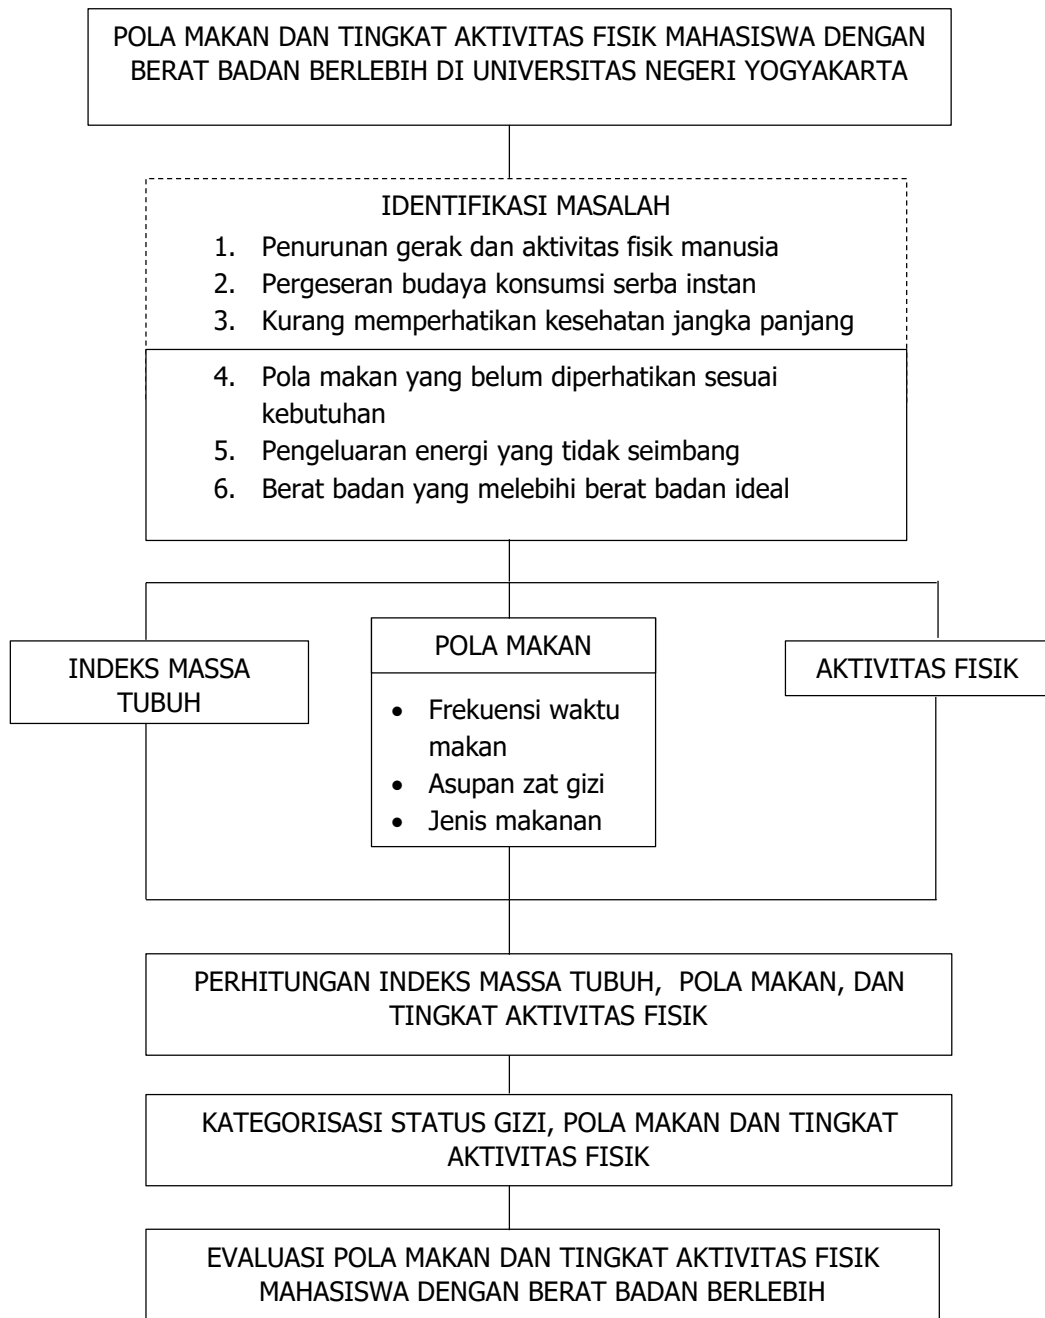 POLA MAKAN DAN TINGKAT AKTIVITAS FISIK MAHASISWA DENGAN
BERAT BADAN BERLEBIH DI UNIVERSITAS NEGERI YOGYAKARTA
IDENTIFIKASI MASALAH
1. Penurunan gerak dan aktivitas fisik manusia
2. Pergeseran budaya konsumsi serba instan
3. Kurang memperhatikan kesehatan jangka panjang
4. Pola makan yang belum diperhatikan sesuai
kebutuhan
5. Pengeluaran energi yang tidak seimbang
6. Berat badan yang melebihi berat badan ideal
INDEKS MASSA
TUBUH
POLA MAKAN
• Frekuensi waktu
makan
• Asupan zat gizi
• Jenis makanan
AKTIVITAS FISIK
PERHITUNGAN INDEKS MASSA TUBUH, POLA MAKAN, DAN
TINGKAT AKTIVITAS FISIK
KATEGORISASI STATUS GIZI, POLA MAKAN DAN TINGKAT
AKTIVITAS FISIK
EVALUASI POLA MAKAN DAN TINGKAT AKTIVITAS FISIK
MAHASISWA DENGAN BERAT BADAN BERLEBIH